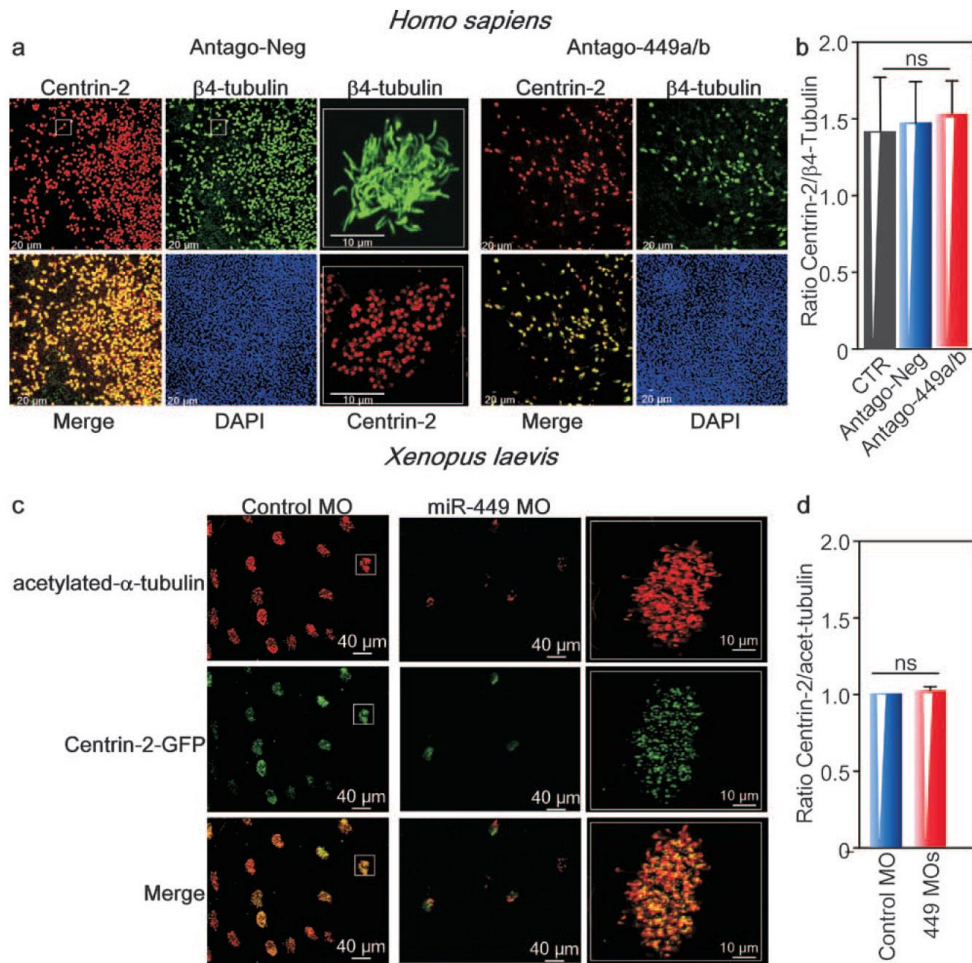 Homo sapiens
a
Antago-Neg
Antago-449a/b
Centrin-2
β4-tubulin
β4-tubulin
Centrin-2
β4-tubulin
20 µm
20 µm
10 µm
20 µm
20 µm
20 µm
20 µm
10 µm
20 µm
20 µm
Merge
DAPI
Centrin-2
Merge
DAPI
b
2.0
1.5
1.0
0.5
0
Ratio Centrin-2/β4-Tubulin
ns
CTR
Antago-Neg
Antago-449a/b
Xenopus laevis
c
Control MO
miR-449 MO
acetylated-α-tubulin
40 µm
40 µm
10 µm
Centrin-2-GFP
40 µm
40 µm
10 µm
Merge
40 µm
40 µm
10 µm
d
2.0
1.5
1.0
0.5
0
Ratio Centrin-2/acet-tubulin
ns
Control MO
449 MOs